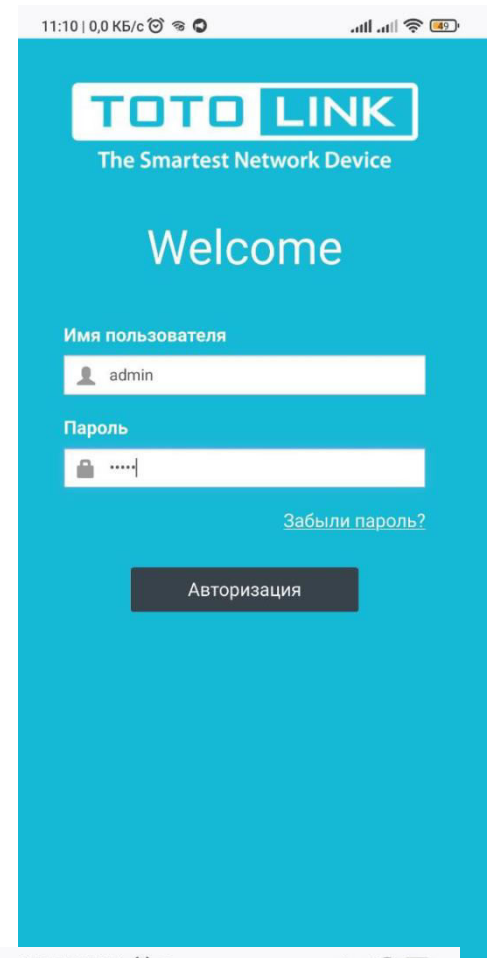 11:10 | 0,0 КБ/с
49
TOTO LINK
The Smartest Network Device
Welcome
Имя пользователя
admin
Пароль
•••••
Забыли пароль?
Авторизация